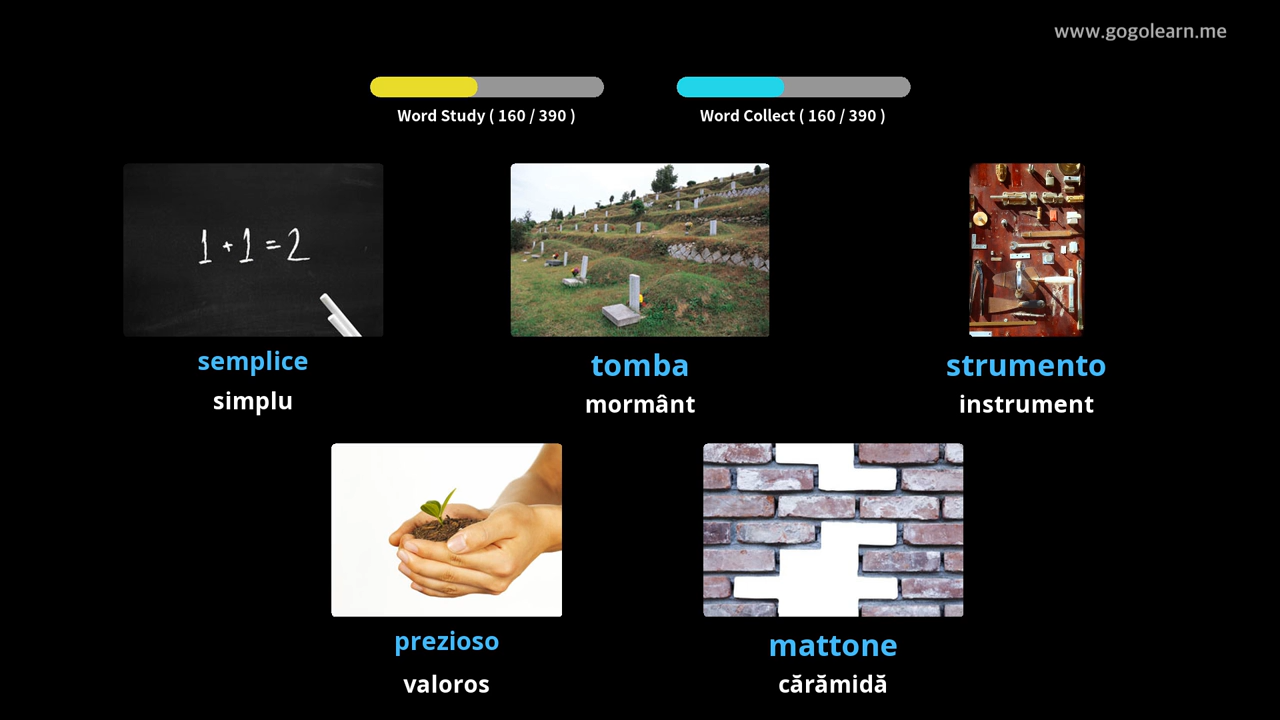 www.gogolearn.me
Word Study ( 160 / 390 )
Word Collect ( 160 / 390 )
1 + 1 = 2
semplice
simplu
tomba
mormânt
strumento
instrument
prezioso
valoros
mattone
cărămidă